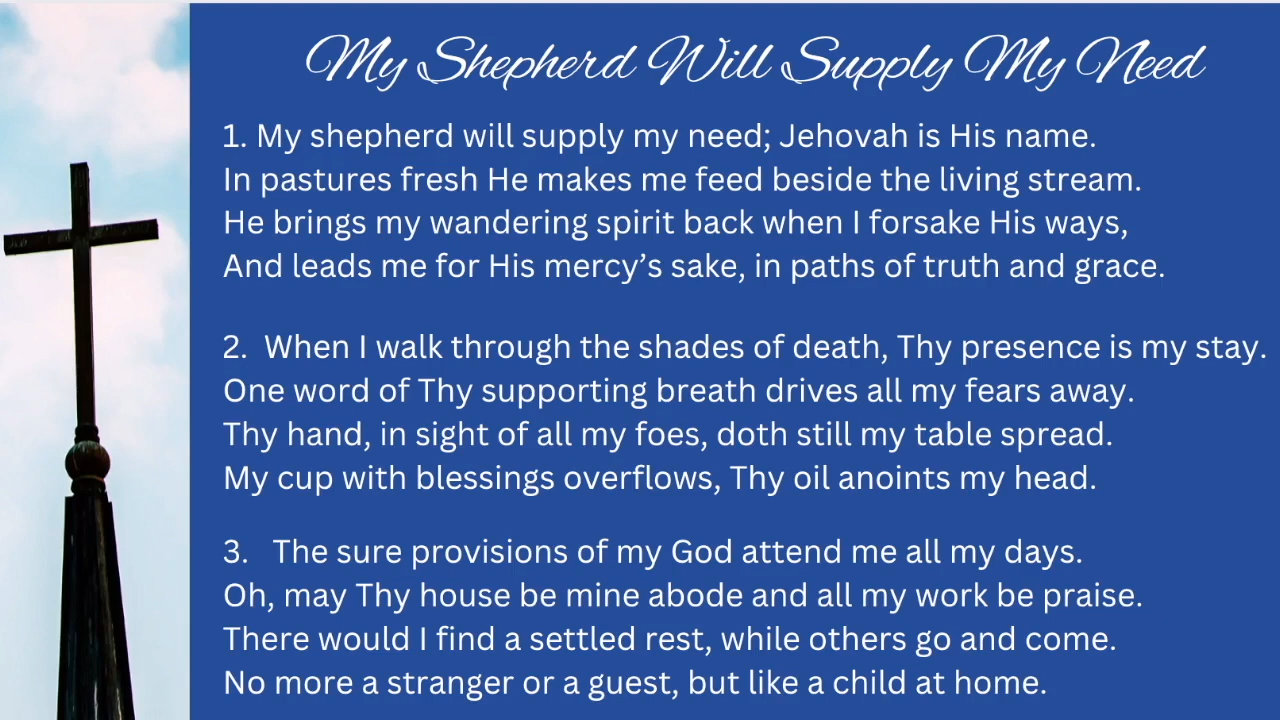 My Shepherd Will Supply My Need
1. My shepherd will supply my need; Jehovah is His name.
In pastures fresh He makes me feed beside the living stream.
He brings my wandering spirit back when I forsake His ways,
And leads me for His mercy’s sake, in paths of truth and grace.
2. When I walk through the shades of death, Thy presence is my stay.
One word of Thy supporting breath drives all my fears away.
Thy hand, in sight of all my foes, doth still my table spread.
My cup with blessings overflows, Thy oil anoints my head.
3. The sure provisions of my God attend me all my days.
Oh, may Thy house be mine abode and all my work be praise.
There would I find a settled rest, while others go and come.
No more a stranger or a guest, but like a child at home.